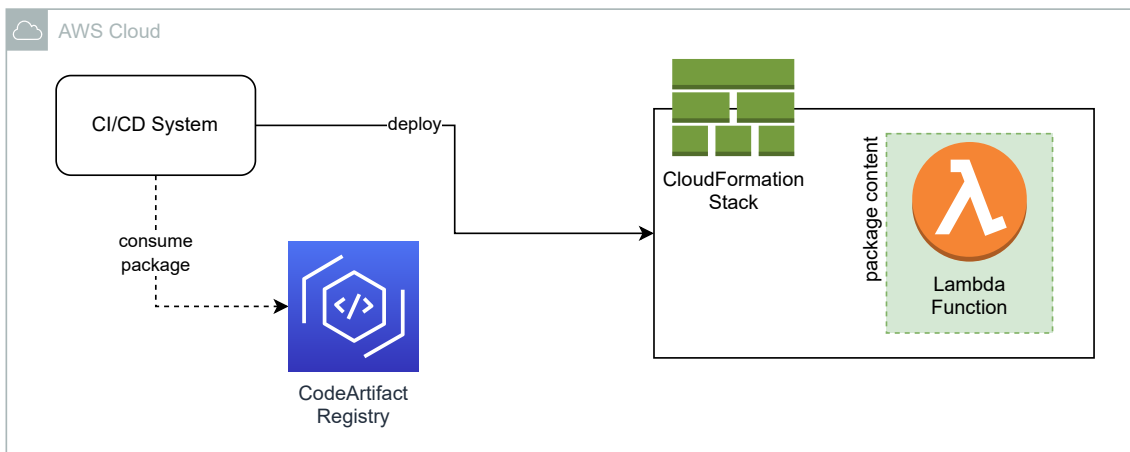 AWS Cloud
CI/CD System
deploy
consume
package
CodeArtifact
Registry
CloudFormation
Stack
package content
Lambda
Function